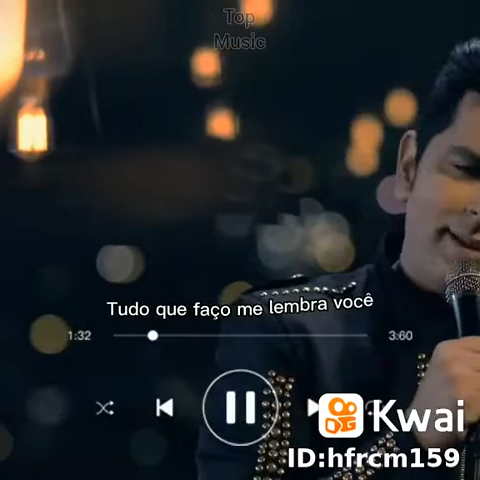 Top
Music
Tudo que faço me lembra você
1:32
3:60
Kwai
ID:hfrcm159